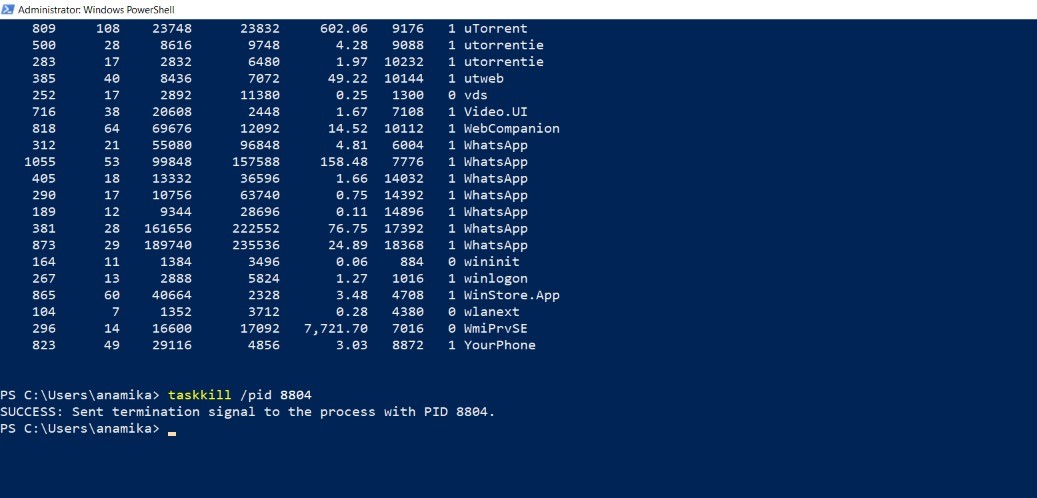 Administrator: Windows PowerShell
809 108 23748 23832 602.06 9176 1 uTorrent
500 28 8616 9748 4.28 9088 1 utorrentie
283 17 2832 6480 1.97 10232 1 utorrentie
385 40 8436 7072 49.22 10144 1 utweb
252 17 2892 11380 0.25 1300 0 vds
716 38 20608 2448 1.67 7108 1 Video.UI
818 64 69676 12092 14.52 10112 1 WebCompanion
312 21 55080 96848 4.81 6004 1 WhatsApp
1055 53 99848 157588 158.48 7776 1 WhatsApp
405 18 13332 36596 1.66 14032 1 WhatsApp
290 17 10756 63740 0.75 14392 1 WhatsApp
189 12 9344 28696 0.11 14896 1 WhatsApp
381 28 161656 222552 76.75 17392 1 WhatsApp
873 29 189740 235536 24.89 18368 1 WhatsApp
164 11 1384 3496 0.06 884 0 wininit
267 13 2888 5824 1.27 1016 1 winlogon
865 60 40664 2328 3.48 4708 1 WinStore.App
104 7 1352 3712 0.28 4380 0 wlanext
296 14 16600 17092 7,721.70 7016 0 WmiPrvSE
823 49 29116 4856 3.03 8872 1 YourPhone
PS C:\Users\anamika> taskkill /pid 8804
SUCCESS: Sent termination signal to the process with PID 8804.
PS C:\Users\anamika>